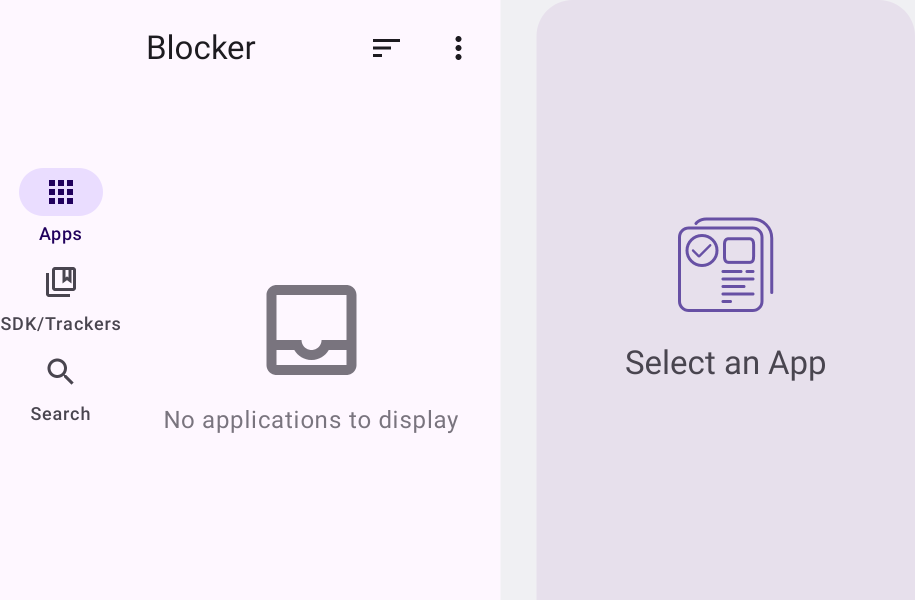 Blocker
Apps
SDK/Trackers
Search
No applications to display
Select an App